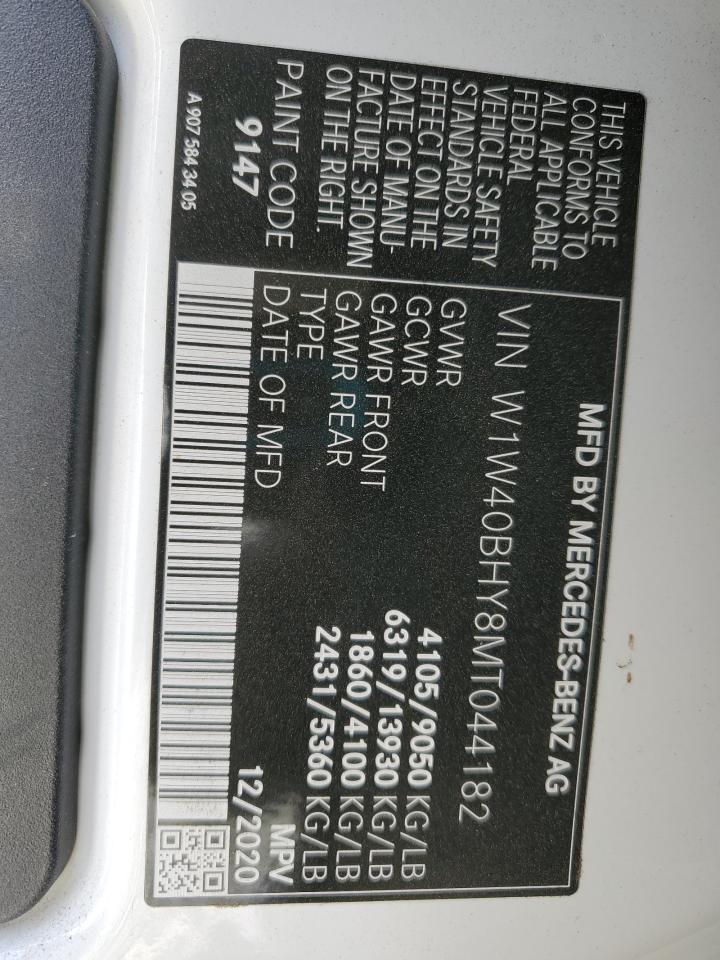 THIS VEHICLE
CONFORMS TO
ALL APPLICABLE
FEDERAL
VEHICLE SAFETY
STANDARDS IN
EFFECT ON THE
DATE OF MANU-
FACTURE SHOWN
ON THE RIGHT.
PAINT CODE
9147
A 907 584 34 05
MFD BY MERCEDES-BENZ AG
VIN W1W40BHY8MT044182
GVWR 4105/9050 KG/LB
GCWR 6319/13930 KG/LB
GAWR FRONT 1860/4100 KG/LB
GAWR REAR 2431/5360 KG/LB
TYPE MPV
DATE OF MFD 12/2020